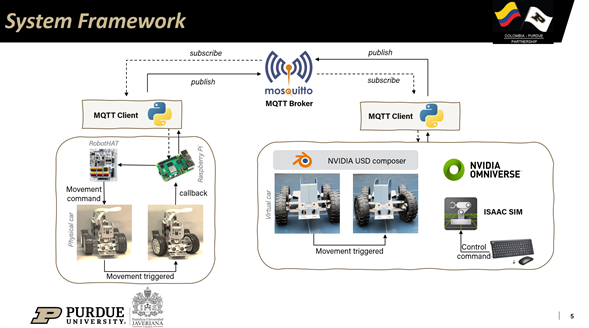 System Framework
COLOMBIA - PURDUE
PARTNERSHIP
subscribe
publish
publish
subscribe
mosquitto
MQTT Broker
MQTT Client
MQTT Client
RobotHAT
Raspberry Pi
Movement
command
callback
Physical car
Movement triggered
NVIDIA USD composer
Virtual car
Movement triggered
NVIDIA
OMNIVERSE
ISAAC SIM
Control
command
PURDUE
UNIVERSITY
Pontificia Universidad
JAVERIANA
5